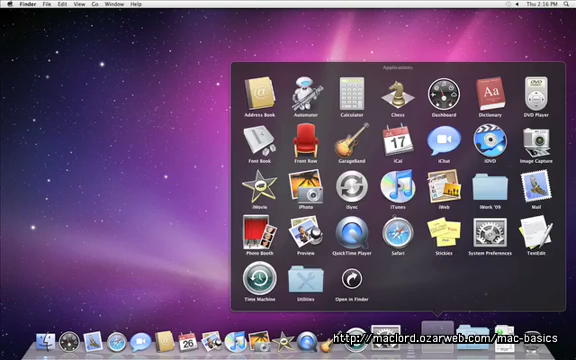 Finder File Edit View Go Window Help
Thu 2:16 PM
Applications
Address Book Automator Calculator Chess Dashboard Dictionary DVD Player
Font Book Front Row GarageBand iCal iChat iDVD Image Capture
iMovie iPhoto iSync iTunes iWeb iWork '09 Mail
Photo Booth Preview QuickTime Player Safari Stickies System Preferences TextEdit
Time Machine Utilities Open in Finder
http://maclord.ozarweb.com/mac-basics